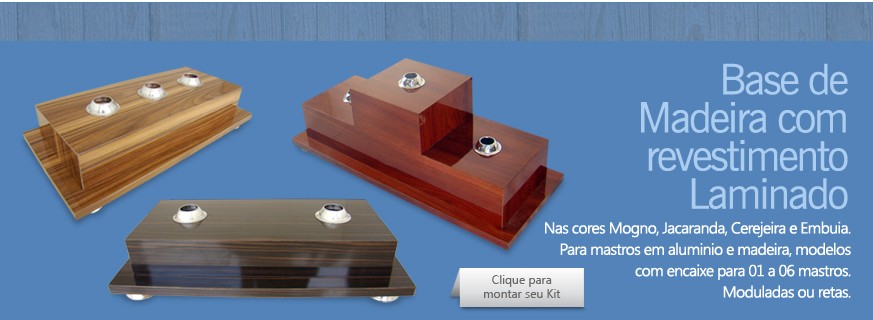 Base de
Madeira com
revestimento
Laminado
Nas cores Mogno, Jacaranda, Cerejeira e Embuia.
Para mastros em aluminio e madeira, modelos
com encaixe para 01 a 06 mastros.
Moduladas ou retas.
Clique para
montar seu Kit